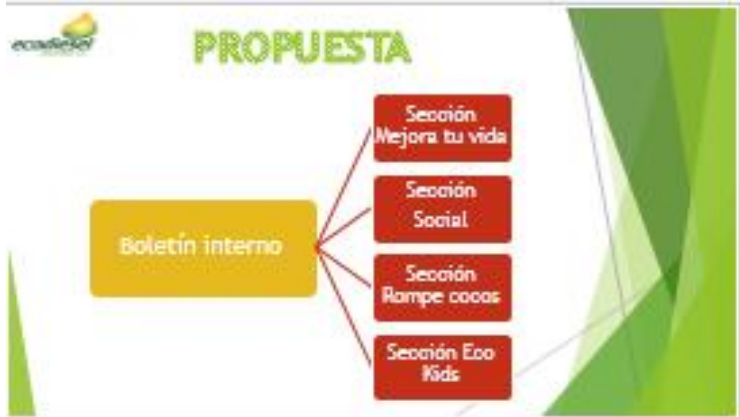 ecodiesel
PROPUESTA
Boletín interno
Sección
Mejora tu vida
Sección
Social
Sección
Rompe cocos
Sección Eco
Kids